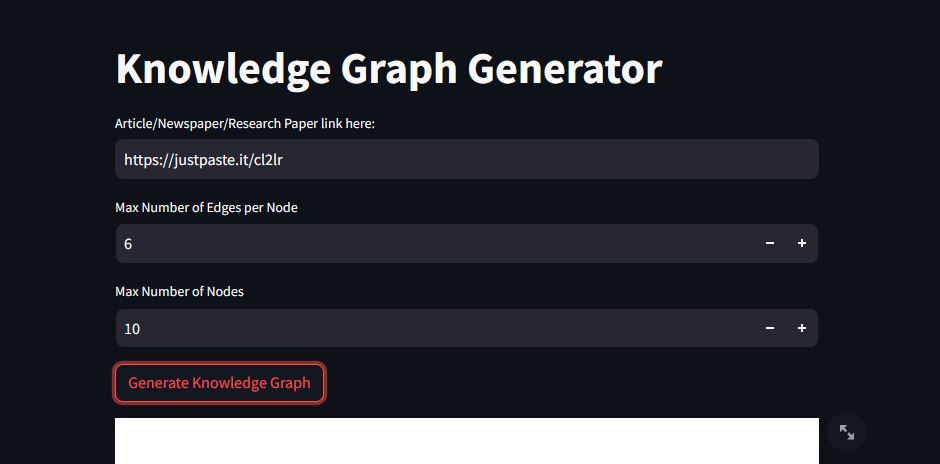 Knowledge Graph Generator
Article/Newspaper/Research Paper link here:
https://justpaste.it/cl2lr
Max Number of Edges per Node
6
Max Number of Nodes
10
Generate Knowledge Graph